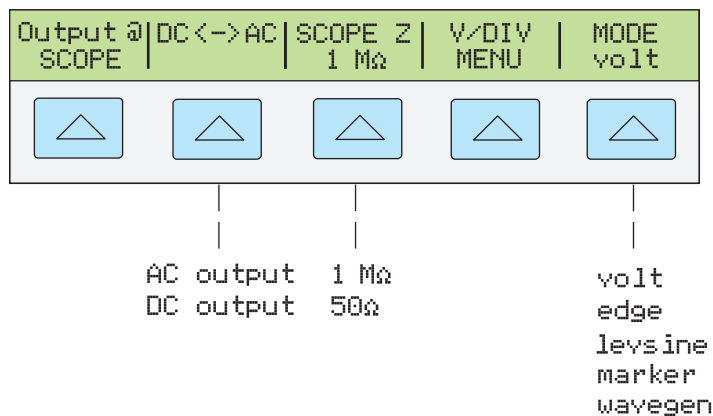 Output @ DC<->AC SCOPE Z V/DIV MODE
SCOPE 1 MΩ MENU volt
AC output 1 MΩ volt
DC output 50Ω edge
levsine
marker
wavegen